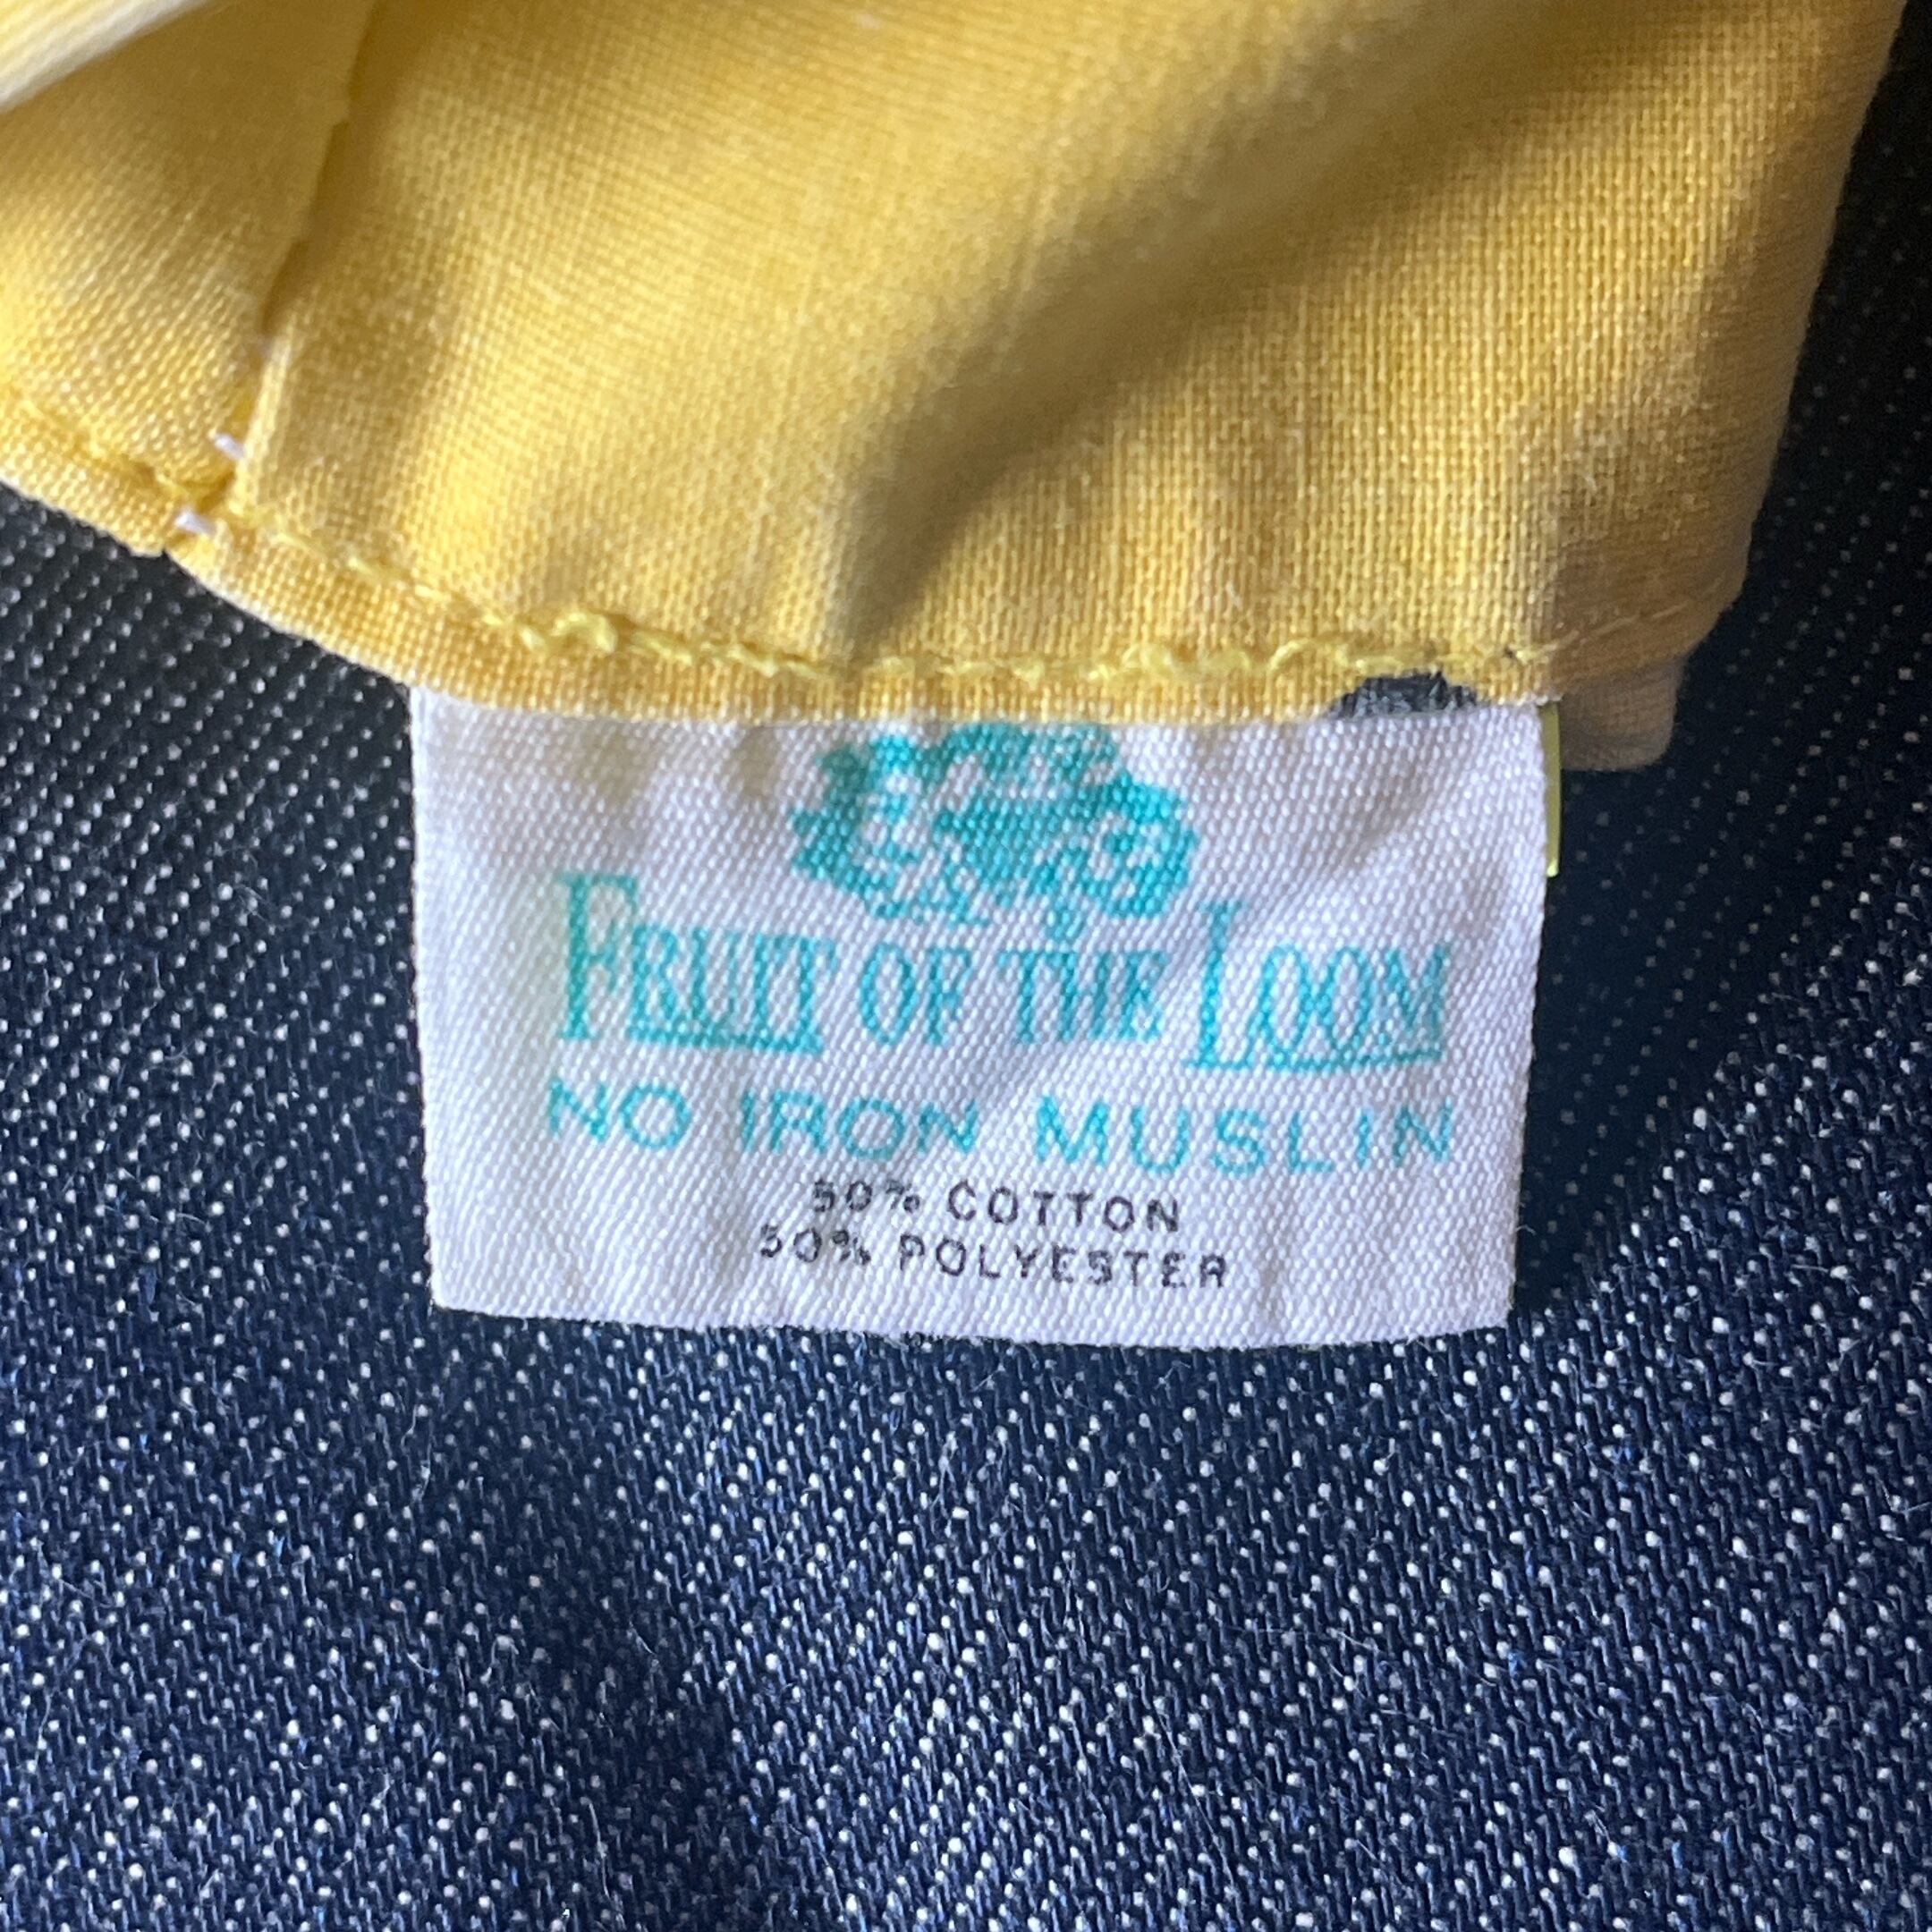 FRUIT OF THE LOOM
NO IRON MUSLIN
50% COTTON
50% POLYESTER